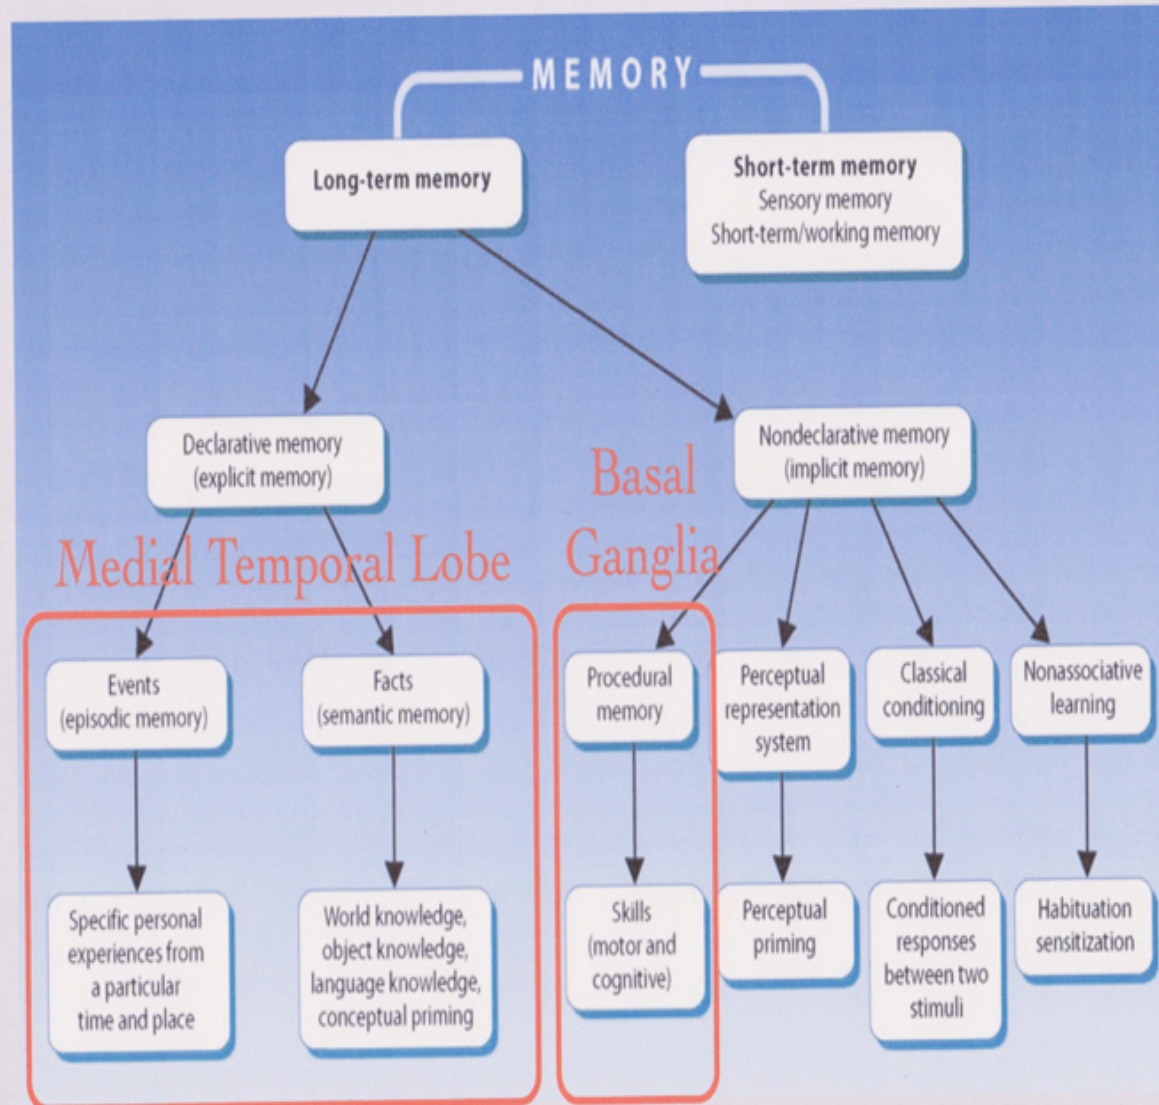 MEMORY
Long-term memory
Short-term memory
Sensory memory
Short-term/working memory
Declarative memory
(explicit memory)
Nondeclarative memory
(implicit memory)
Medial Temporal Lobe
Basal
Ganglia
Events
(episodic memory)
Facts
(semantic memory)
Procedural
memory
Perceptual
representation
system
Classical
conditioning
Nonassociative
learning
Specific personal
experiences from
a particular
time and place
World knowledge,
object knowledge,
language knowledge,
conceptual priming
Skills
(motor and
cognitive)
Perceptual
priming
Conditioned
responses
between two
stimuli
Habituation
sensitization